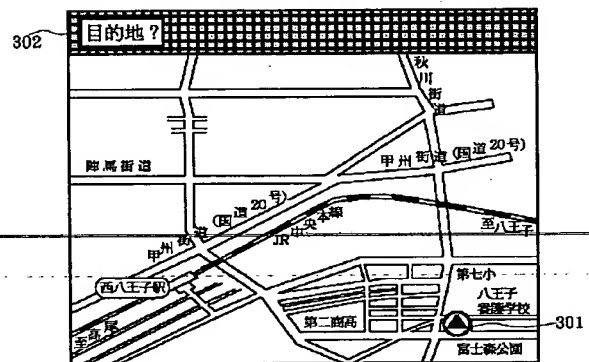 302
目的地？
秋川街道
甲州街道(国道20号)
陣馬街道
甲州街道(国道20号)
JR中央本線
至八王子
西八王子駅
第七小
八王子
養護学校
第二商高
301
至高尾
富士森公園